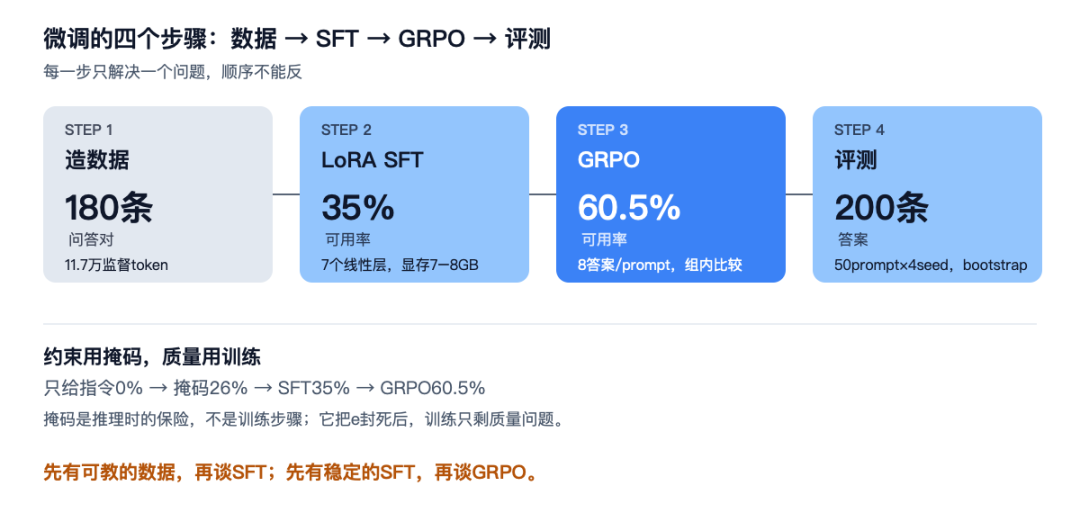 微调的四个步骤：数据 → SFT → GRPO → 评测
每一步只解决一个问题，顺序不能反
STEP 1
造数据
180条
问答对
11.7万监督token
STEP 2
LoRA SFT
35%
可用率
7个线性层，显存7–8GB
STEP 3
GRPO
60.5%
可用率
8答案/prompt，组内比较
STEP 4
评测
200条
答案
50prompt×4seed，bootstrap
约束用掩码，质量用训练
只给指令0% → 掩码26% → SFT35% → GRPO60.5%
掩码是推理时的保险，不是训练步骤；它把e封死后，训练只剩质量问题。
先有可教的数据，再谈SFT；先有稳定的SFT，再谈GRPO。